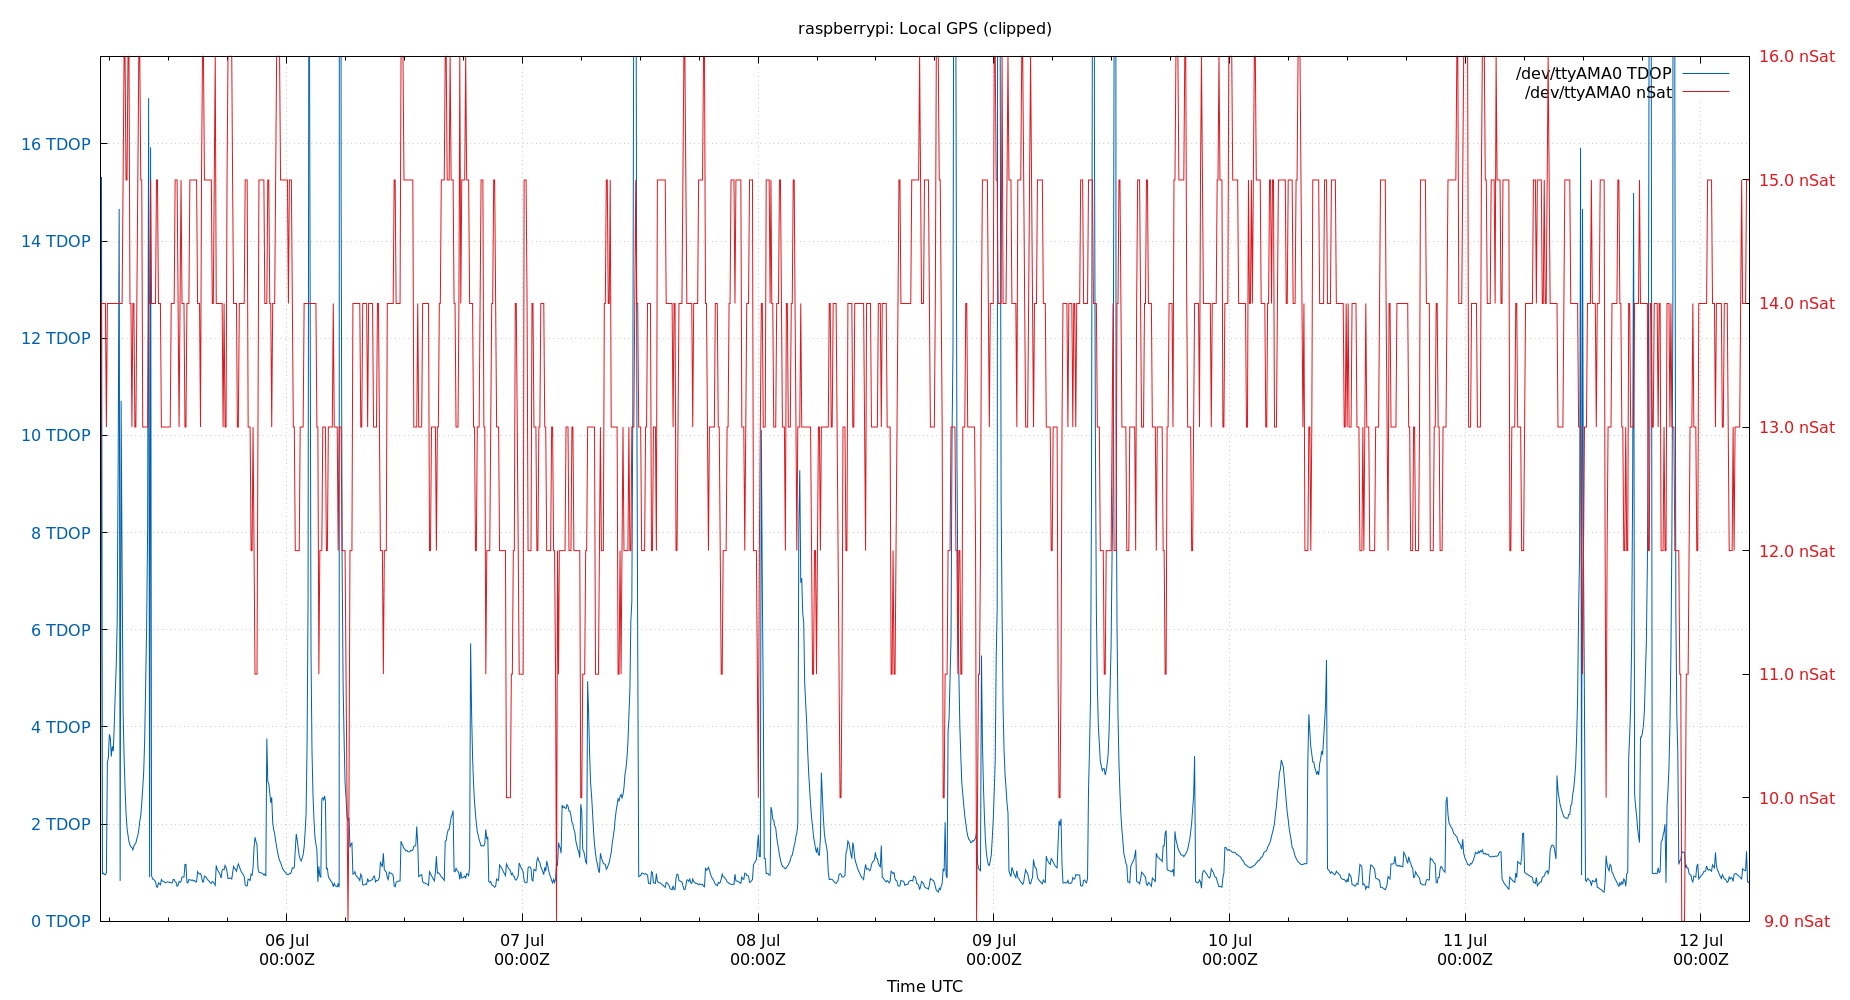 raspberrypi: Local GPS (clipped)
/dev/ttyAMA0 TDOP
/dev/ttyAMA0 nSat
16 TDOP
14 TDOP
12 TDOP
10 TDOP
8 TDOP
6 TDOP
4 TDOP
2 TDOP
0 TDOP
16.0 nSat
15.0 nSat
14.0 nSat
13.0 nSat
12.0 nSat
11.0 nSat
10.0 nSat
9.0 nSat
06 Jul
00:00Z
07 Jul
00:00Z
08 Jul
00:00Z
09 Jul
00:00Z
10 Jul
00:00Z
11 Jul
00:00Z
12 Jul
00:00Z
Time UTC